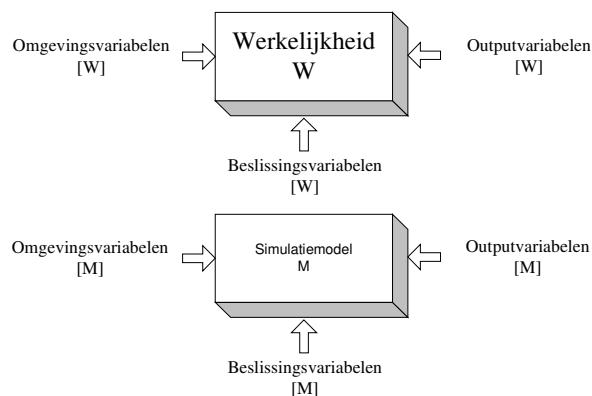 Omgevingsvariabelen
[W]
Werkelijkheid
W
Outputvariabelen
[W]
Beslissingsvariabelen
[W]
Omgevingsvariabelen
[M]
Simulatiemodel
M
Outputvariabelen
[M]
Beslissingsvariabelen
[M]